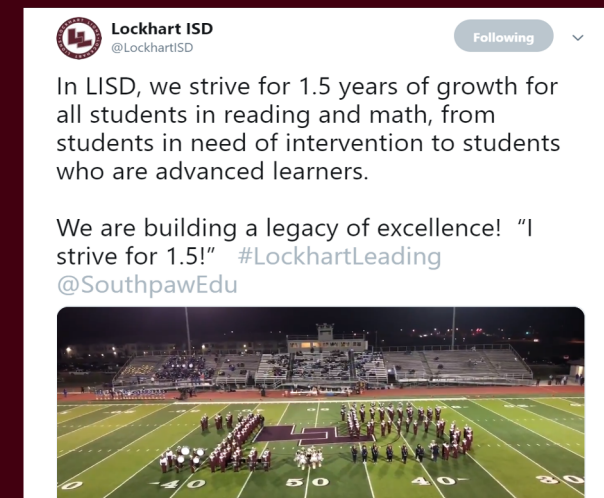 Lockhart ISD
@LockhartISD
Following
In LISD, we strive for 1.5 years of growth for
all students in reading and math, from
students in need of intervention to students
who are advanced learners.
We are building a legacy of excellence!  “I
strive for 1.5!”   #LockhartLeading
@SouthpawEdu
40 50 40 30